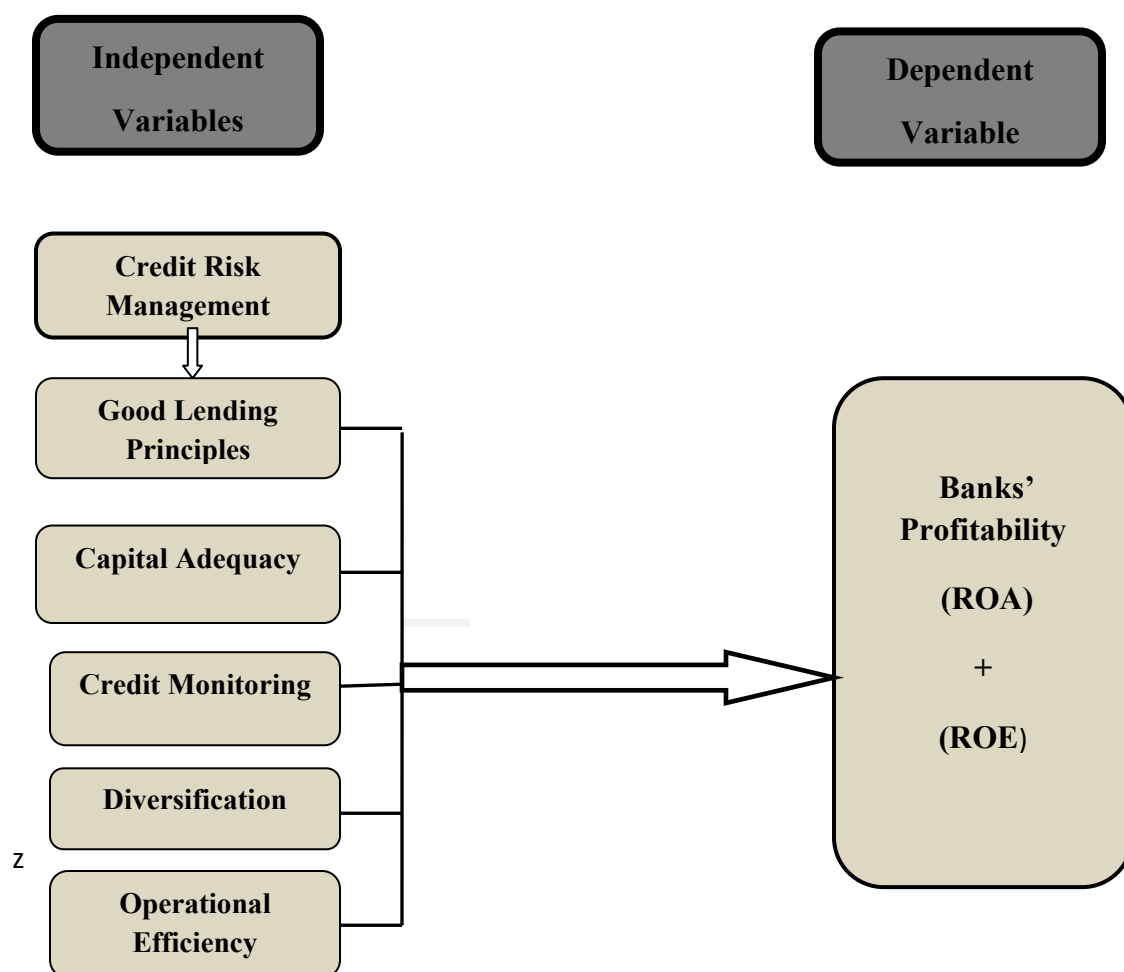 Independent
Variables
Dependent
Variable
Credit Risk
Management
Good Lending
Principles
Capital Adequacy
Credit Monitoring
Diversification
z
Operational
Efficiency
Banks’
Profitability
(ROA)
+
(ROE)